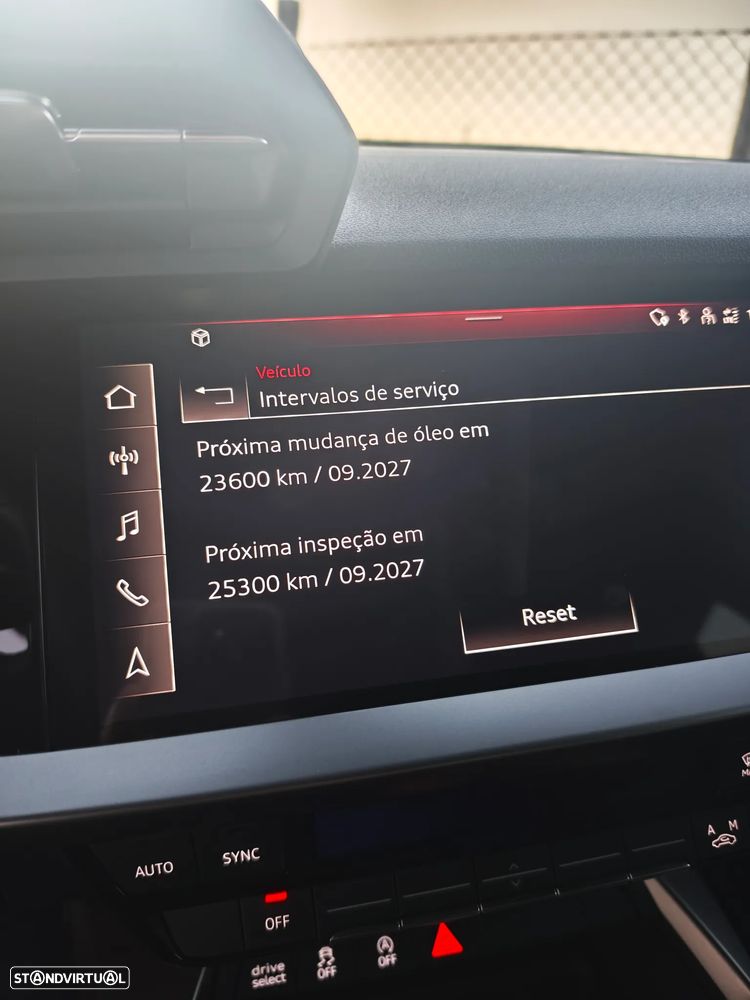 Veículo
Intervalos de serviço
Próxima mudança de óleo em
23600 km / 09.2027
Próxima inspeção em
25300 km / 09.2027
Reset
A M
AUTO
SYNC
OFF
drive
select
OFF
A
OFF
STANDVIRTUAL